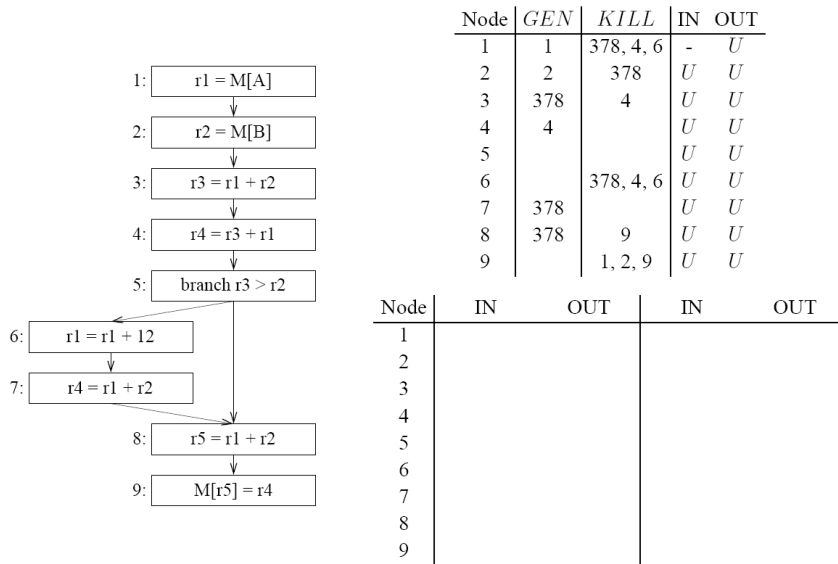 1: r1 = M[A]
2: r2 = M[B]
3: r3 = r1 + r2
4: r4 = r3 + r1
5: branch r3 > r2
6: r1 = r1 + 12
7: r4 = r1 + r2
8: r5 = r1 + r2
9: M[r5] = r4
Node GEN KILL IN OUT
1 1 378, 4, 6 - U
2 2 378 U U
3 378 4 U U
4 4 U U
5 U U
6 378, 4, 6 U U
7 378 U U
8 378 9 U U
9 1, 2, 9 U U
Node IN OUT IN OUT
1
2
3
4
5
6
7
8
9